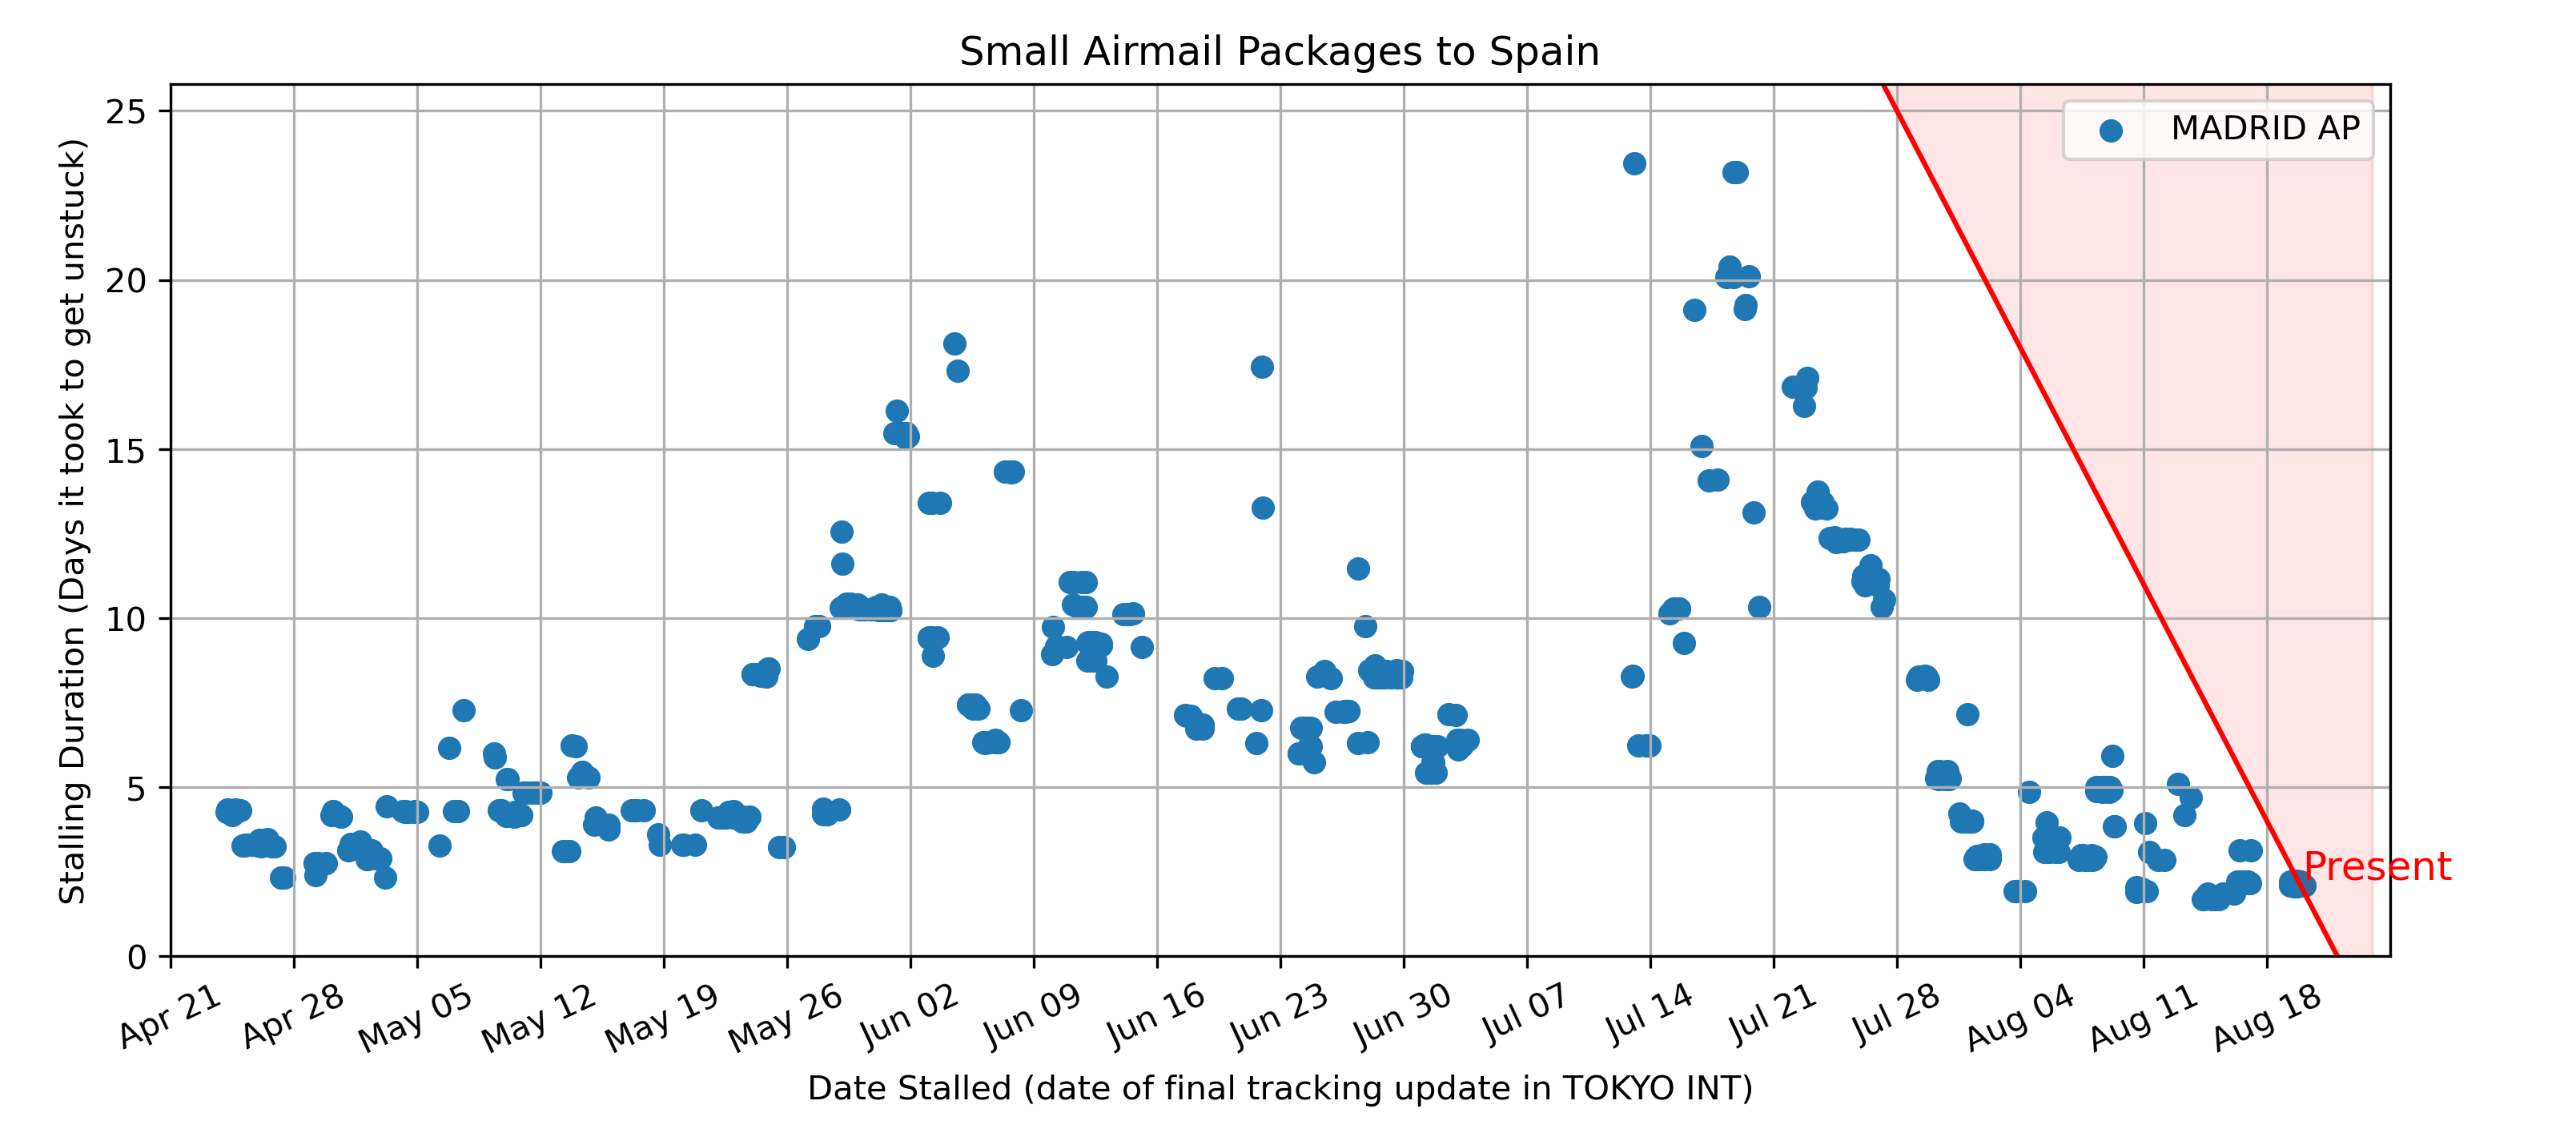 Small Airmail Packages to Spain
MADRID AP
Stalling Duration (Days it took to get unstuck)
25
20
15
10
5
0
Present
Apr 21
Apr 28
May 05
May 12
May 19
May 26
Jun 02
Jun 09
Jun 16
Jun 23
Jun 30
Jul 07
Jul 14
Jul 21
Jul 28
Aug 04
Aug 11
Aug 18
Date Stalled (date of final tracking update in TOKYO INT)